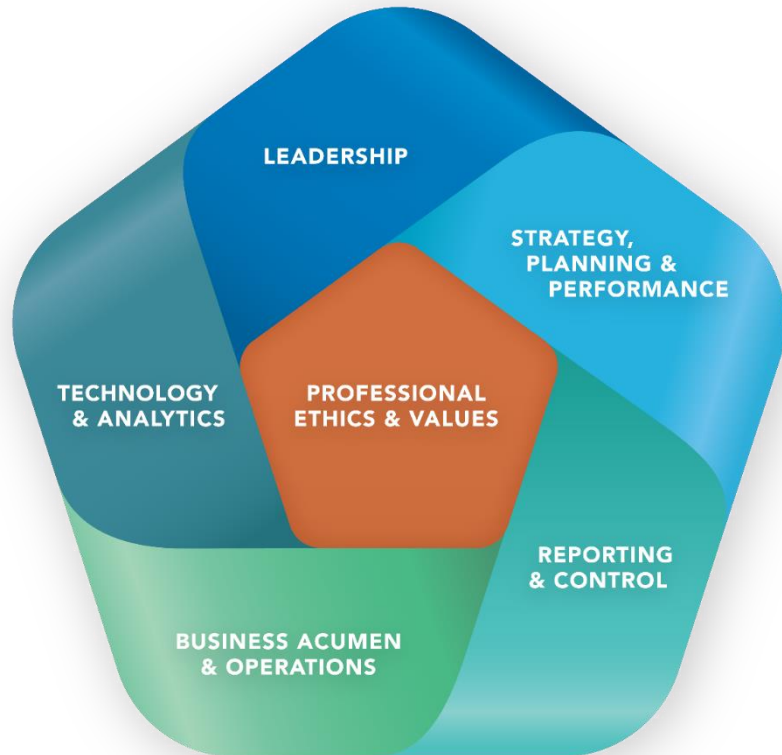 LEADERSHIP
STRATEGY,
PLANNING &
PERFORMANCE
TECHNOLOGY
& ANALYTICS
PROFESSIONAL
ETHICS & VALUES
REPORTING
& CONTROL
BUSINESS ACUMEN
& OPERATIONS